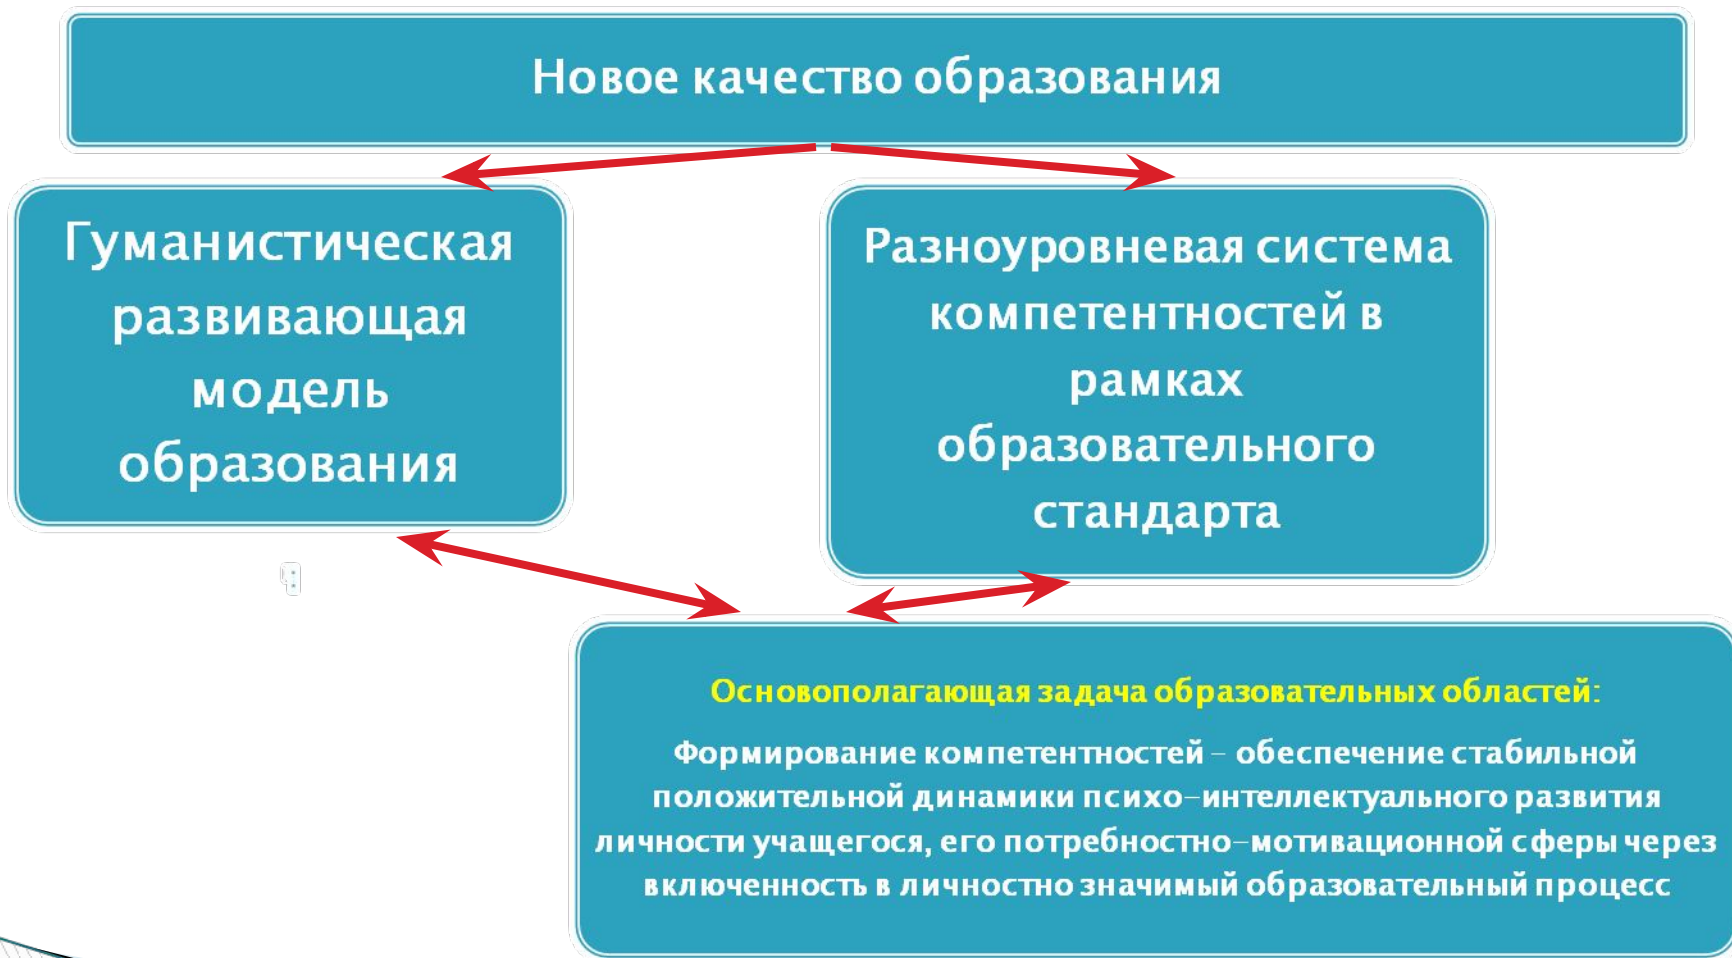 Новое качество образования
Гуманистическая
развивающая
модель
образования
Разноуровневая система
компетентностей в
рамках
образовательного
стандарта
Основополагающая задача образовательных областей:
Формирование компетентностей – обеспечение стабильной
положительной динамики психо-интеллектуального развития
личности учащегося, его потребностно-мотивационной сферы через
включенность в личностно значимый образовательный процесс